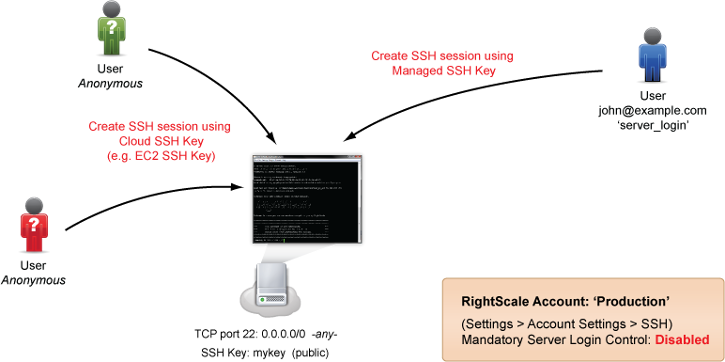 ?
User
Anonymous
Create SSH session using
Managed SSH Key
User
john@example.com
'server_login'
Create SSH session using
Cloud SSH Key
(e.g. EC2 SSH Key)
?
User
Anonymous
TCP port 22: 0.0.0.0/0 -any-
SSH Key: mykey (public)
RightScale Account: 'Production'
(Settings > Account Settings > SSH)
Mandatory Server Login Control: Disabled